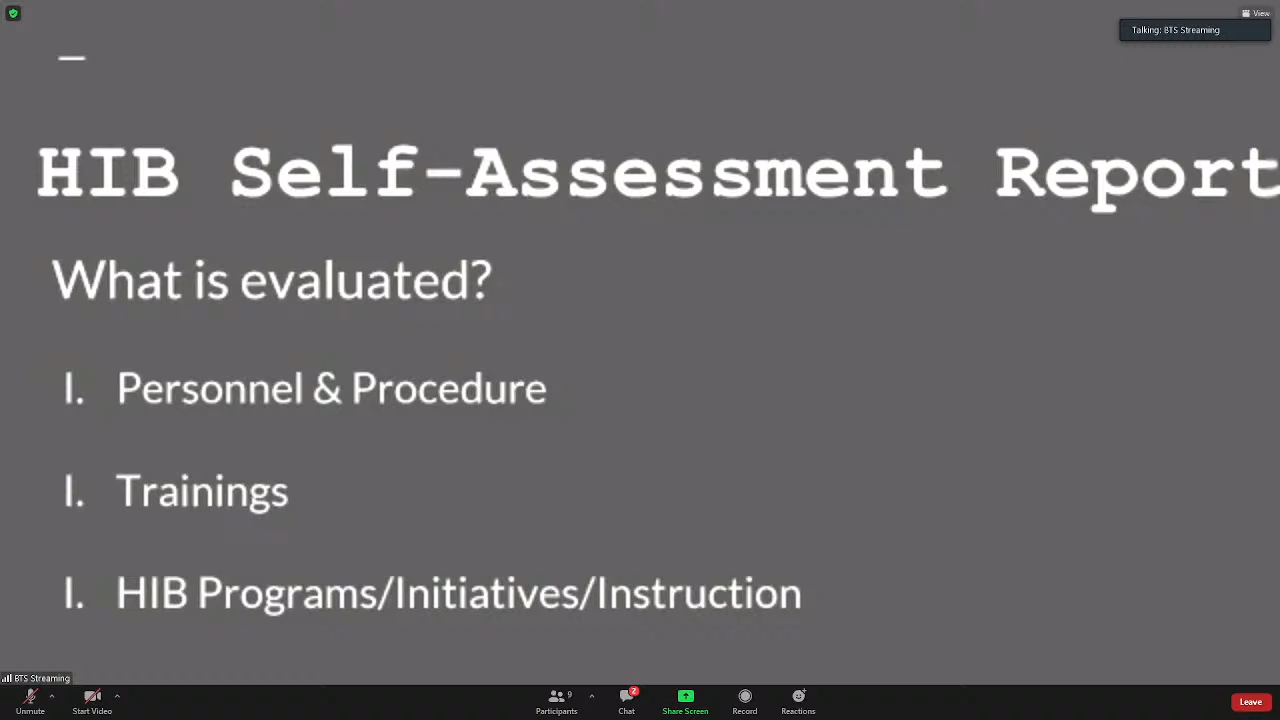 View
Talking: BTS Streaming
—
HIB Self-Assessment Report
What is evaluated?
I. Personnel & Procedure
I. Trainings
I. HIB Programs/Initiatives/Instruction
BTS Streaming
Unmute
Start Video
Participants 9
Chat 2
Share Screen
Record
Reactions
Leave